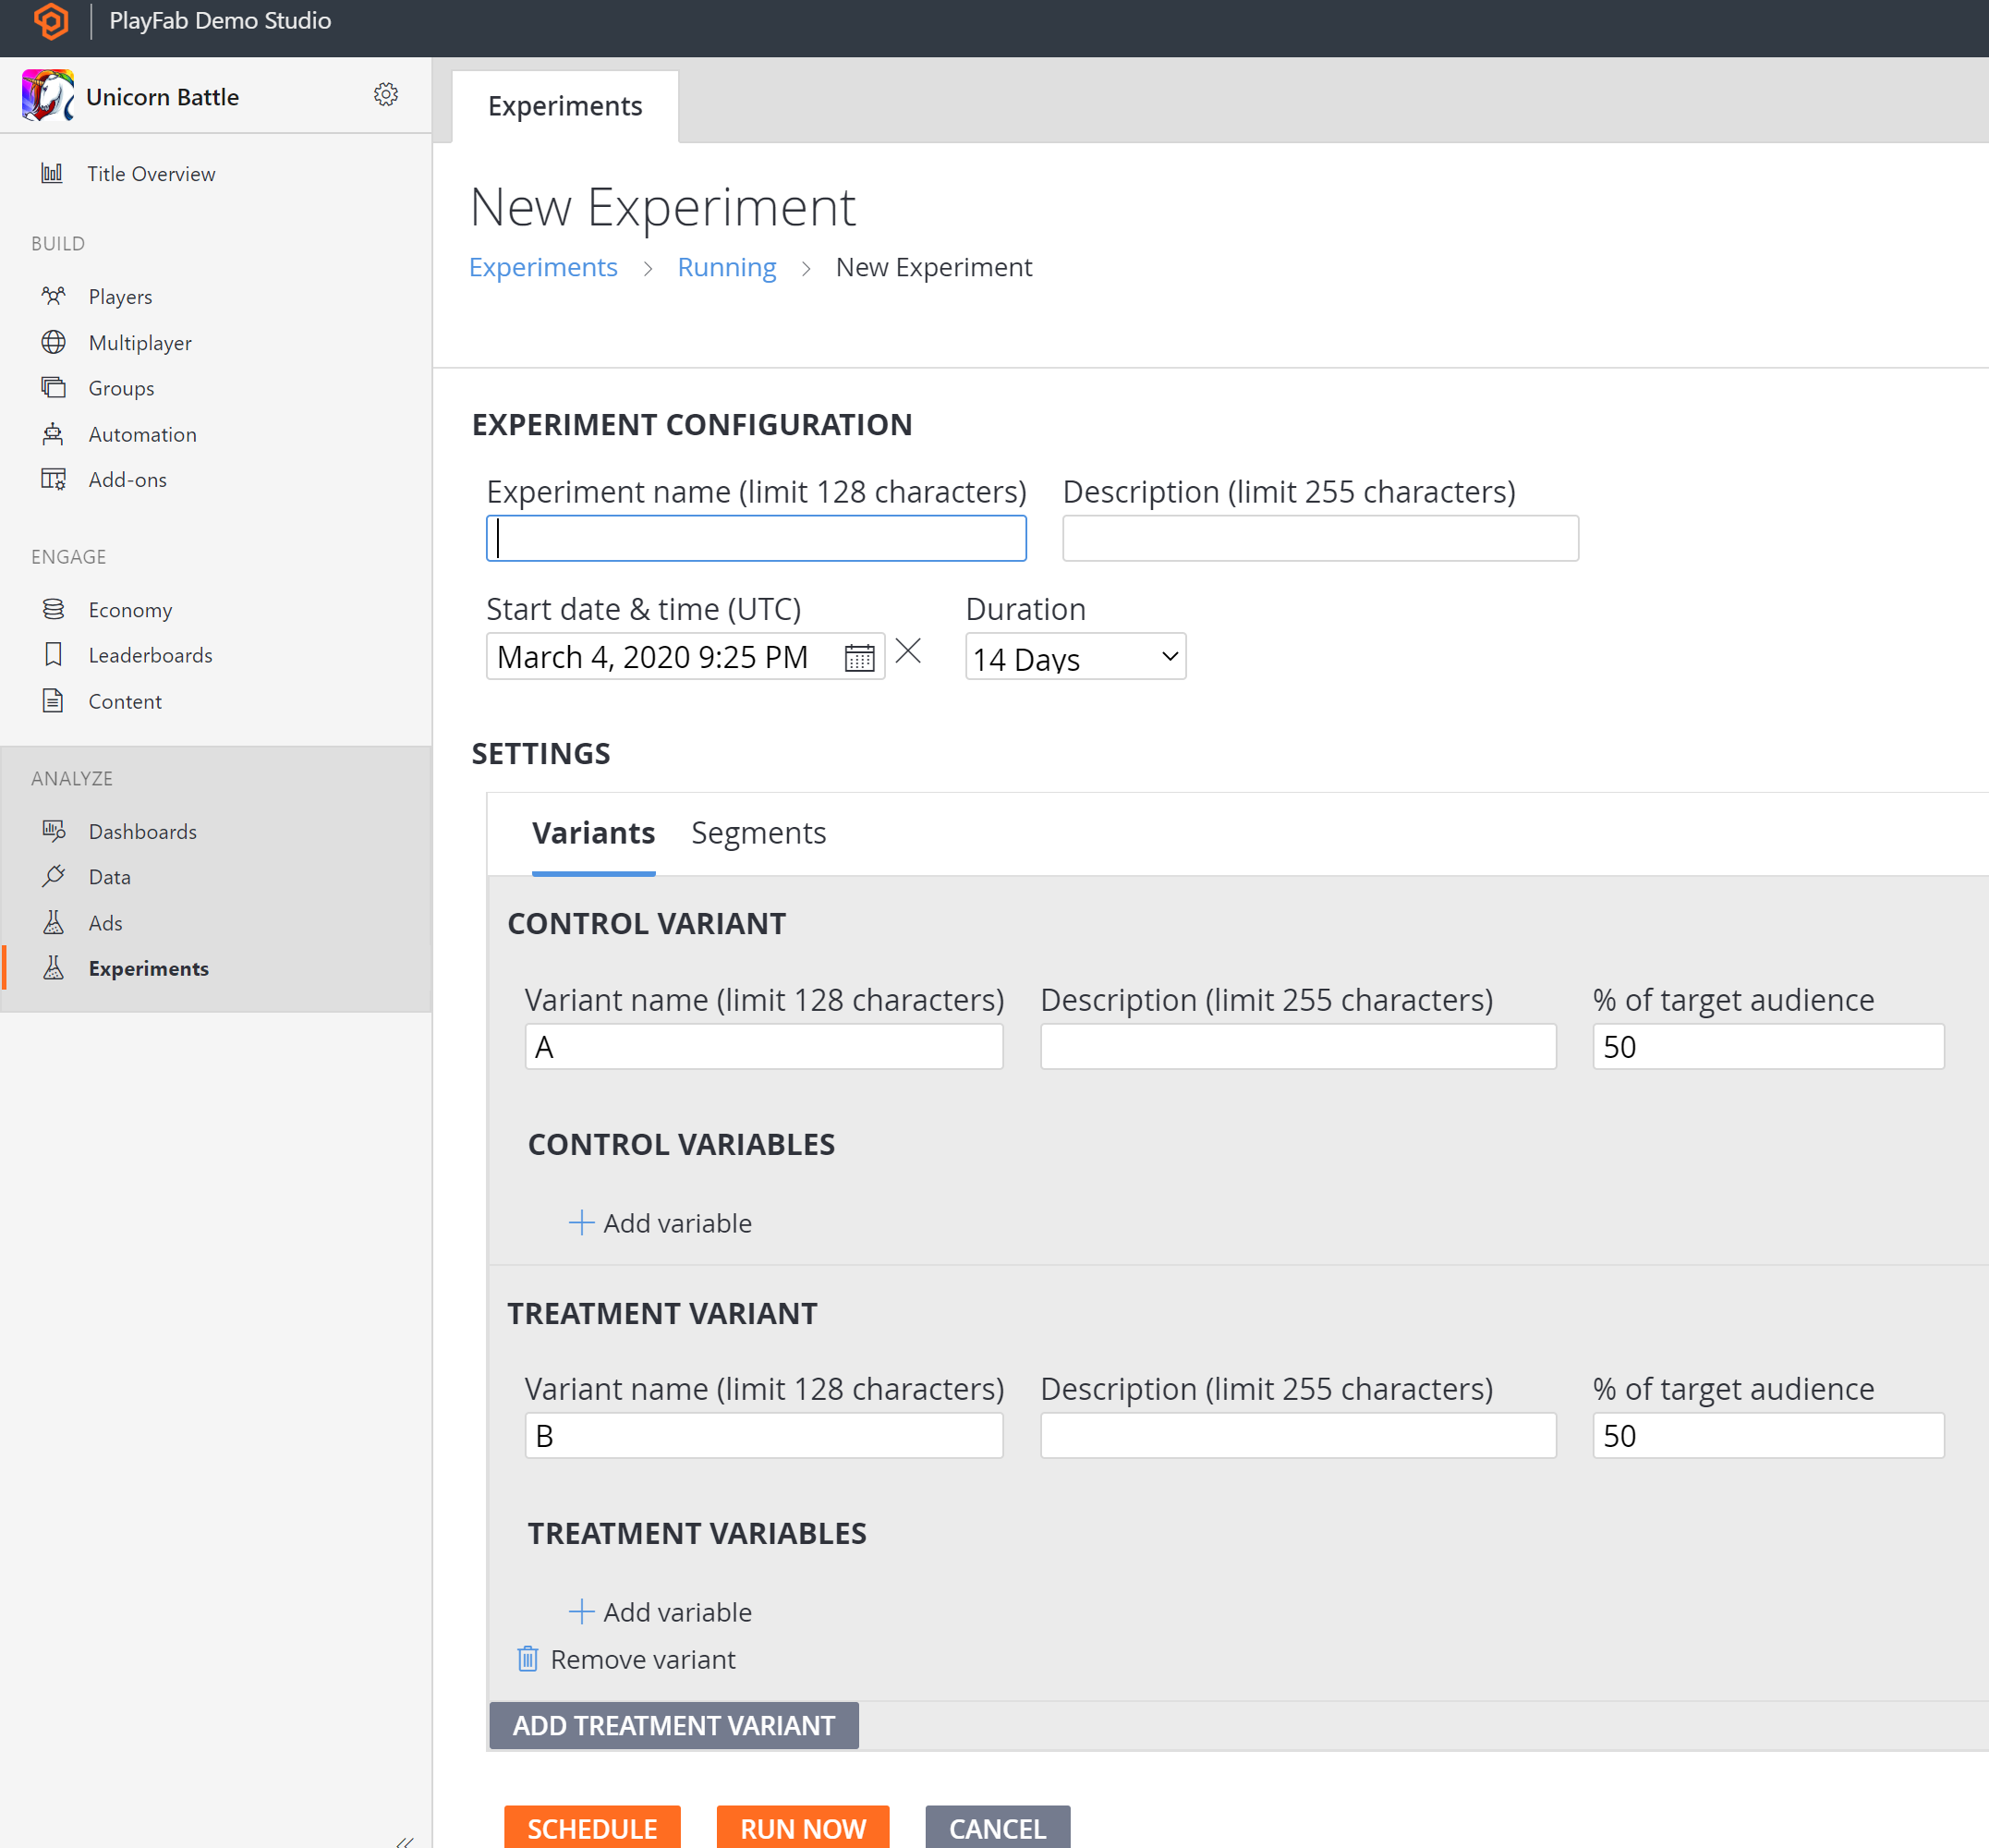 PlayFab Demo Studio
Unicorn Battle
Title Overview
BUILD
Players
Multiplayer
Groups
Automation
Add-ons
ENGAGE
Economy
Leaderboards
Content
ANALYZE
Dashboards
Data
Ads
Experiments
Experiments
New Experiment
Experiments > Running > New Experiment
EXPERIMENT CONFIGURATION
Experiment name (limit 128 characters) Description (limit 255 characters)
Start date & time (UTC) Duration
March 4, 2020 9:25 PM 14 Days
SETTINGS
Variants Segments
CONTROL VARIANT
Variant name (limit 128 characters) Description (limit 255 characters) % of target audience
A 50
CONTROL VARIABLES
Add variable
TREATMENT VARIANT
Variant name (limit 128 characters) Description (limit 255 characters) % of target audience
B 50
TREATMENT VARIABLES
Add variable
Remove variant
ADD TREATMENT VARIANT
SCHEDULE RUN NOW CANCEL